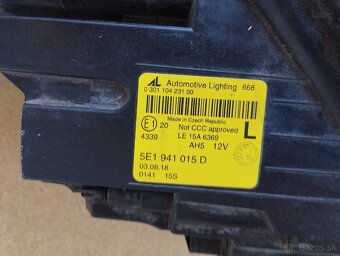 AL Automotive Lighting 668
0 301 104 231 00
Made in Czech Republic
E1 20 Not CCC approved L
4339 LE 15A 6369
AH5 12V
5E1 941 015 D
03.08.18
0141 15S
bazos.sk